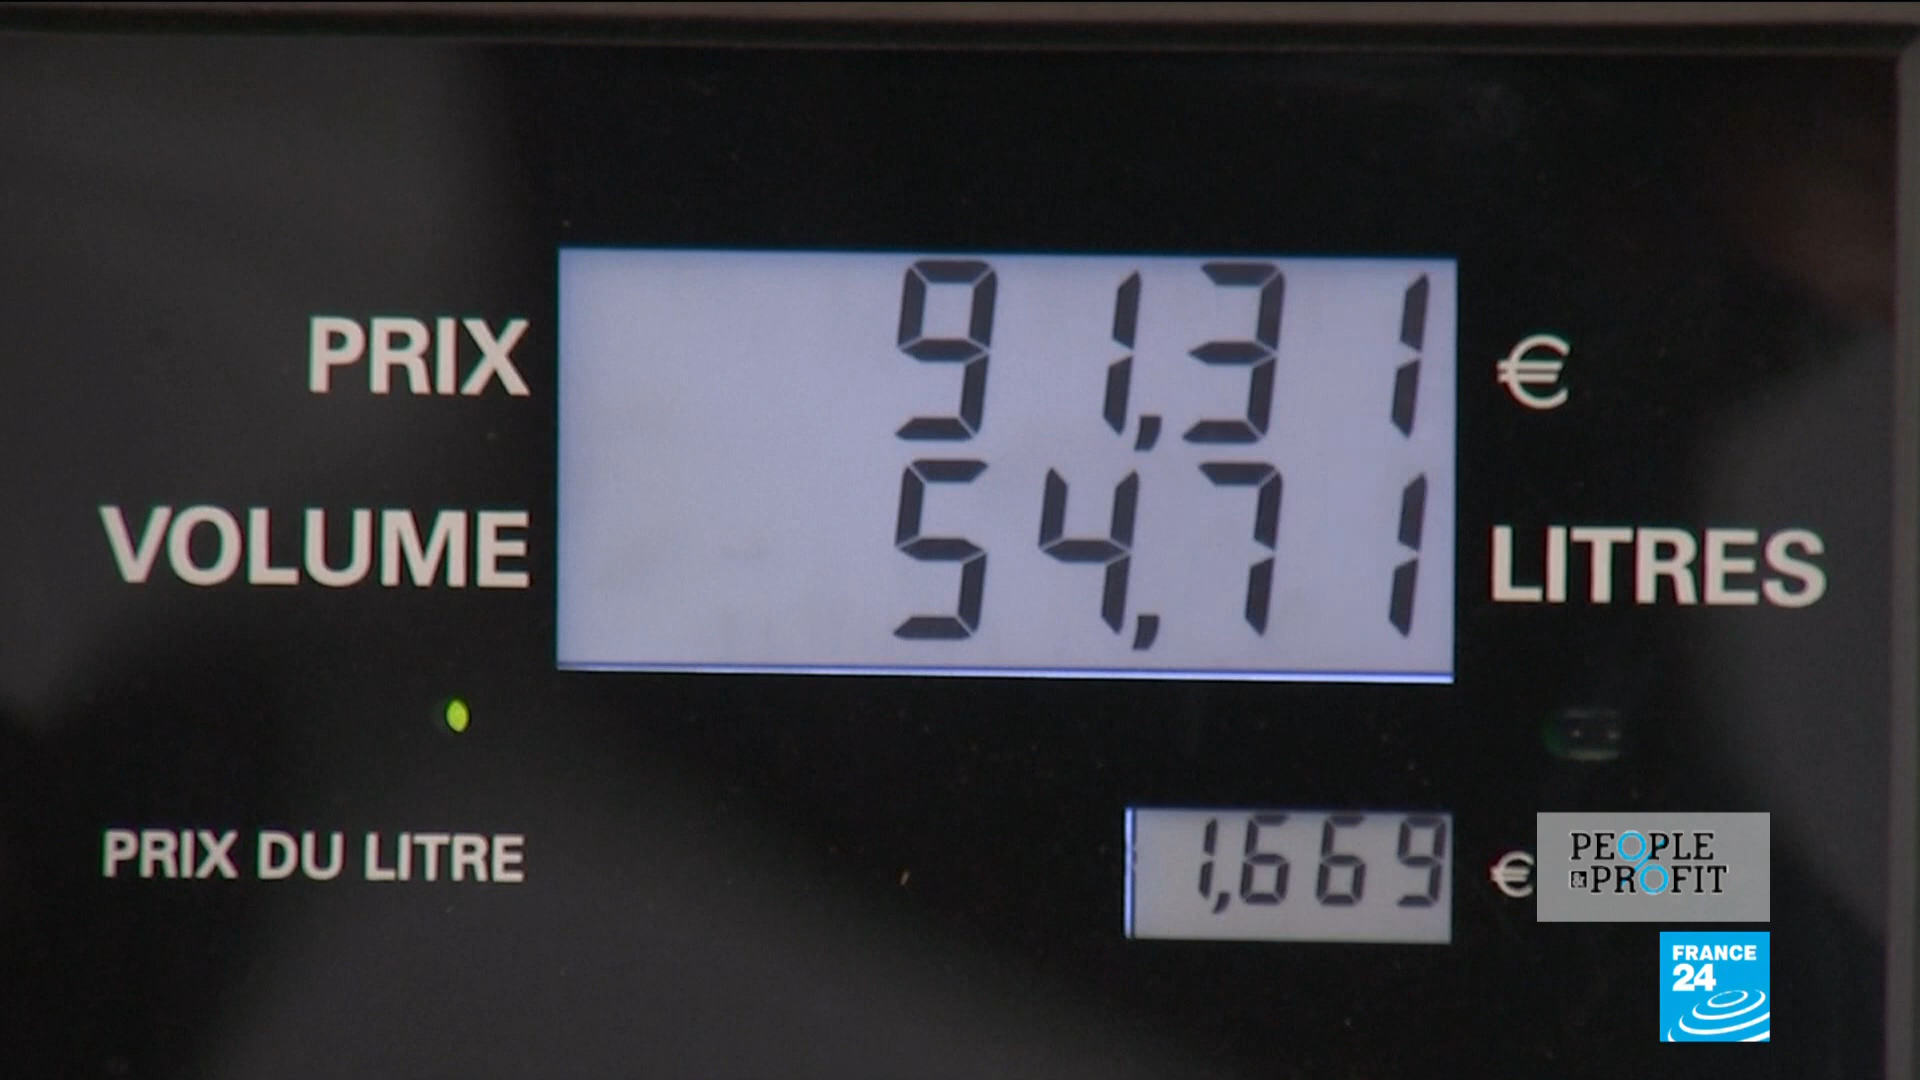 PRIX 91,31 €
VOLUME 54,71 LITRES
PRIX DU LITRE 1,669 €
PEOPLE
& PROFIT
FRANCE
24